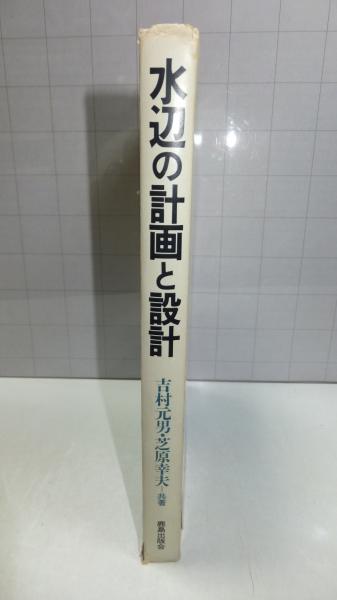 水辺の計画と設計
吉村元男・芝原幸夫=共著
鹿島出版会